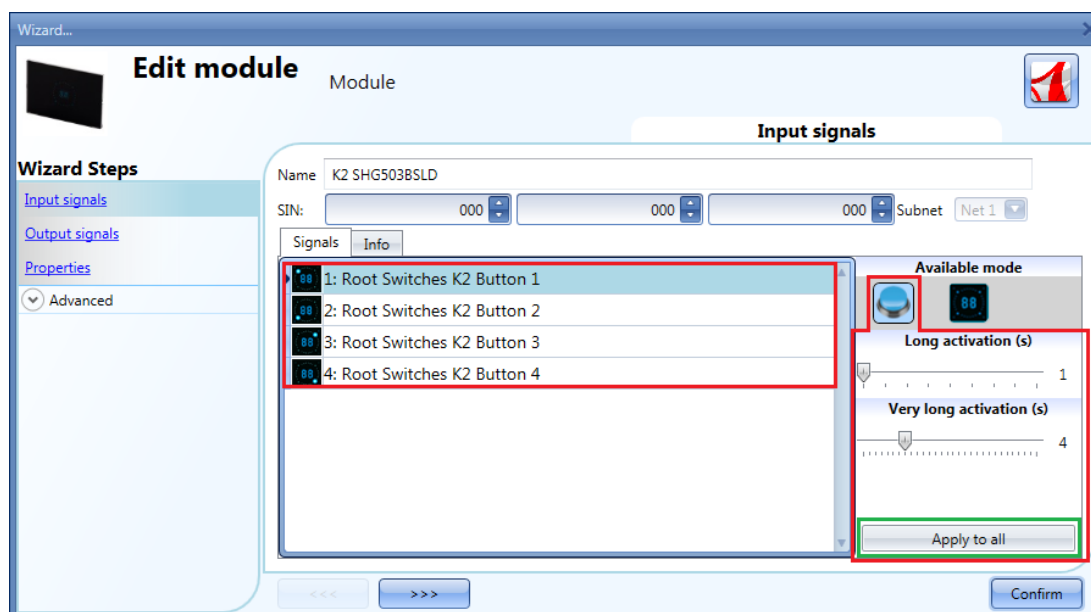 Wizard...
Edit module
Module
Input signals
Wizard Steps
Input signals
Output signals
Properties
Advanced
Name K2 SHG503BSLD
SIN: 000 000 000 Subnet Net 1
Signals Info
1: Root Switches K2 Button 1
2: Root Switches K2 Button 2
3: Root Switches K2 Button 3
4: Root Switches K2 Button 4
Available mode
88
Long activation (s)
1
Very long activation (s)
4
Apply to all
<<< >>> Confirm